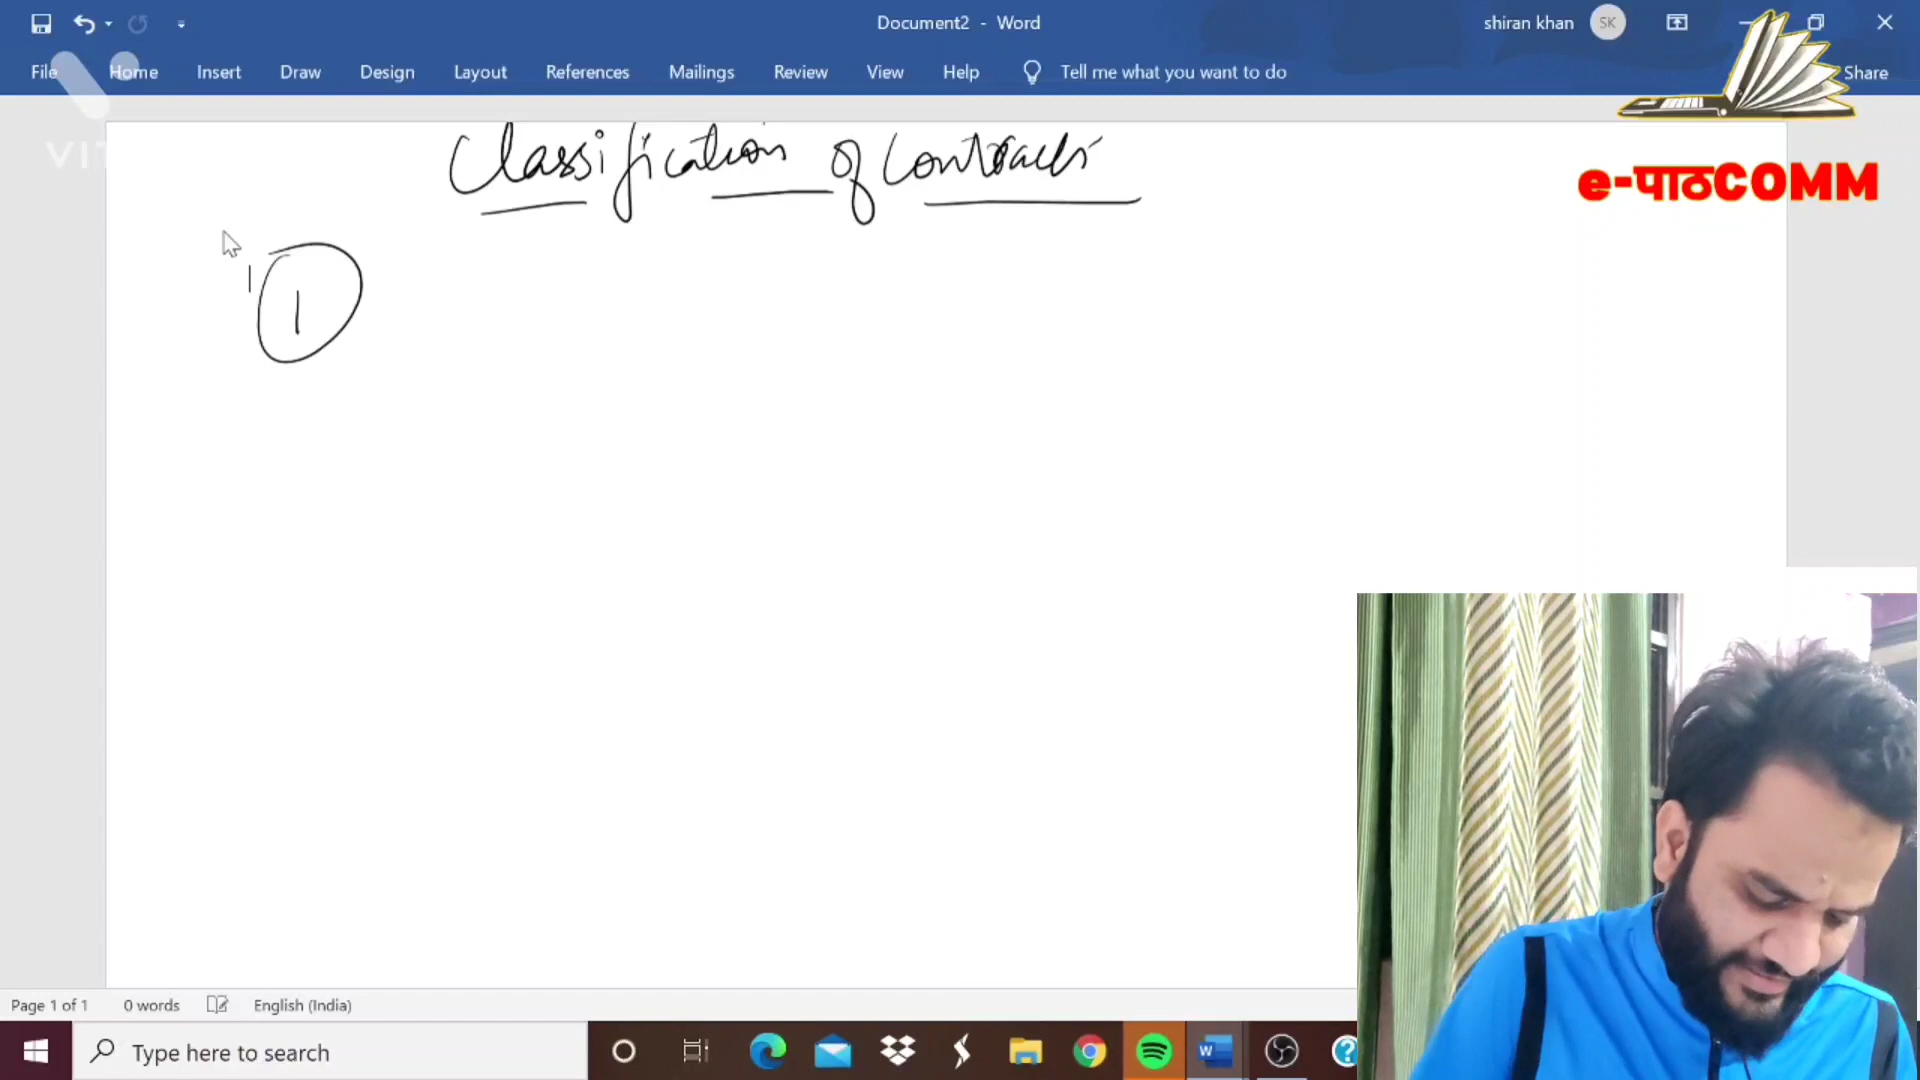 Document2 - Word
shiran khan
SK
File Home Insert Draw Design Layout References Mailings Review View Help Tell me what you want to do Share
VIT
Classification of Contracts
e-पाठCOMM
1
Page 1 of 1 0 words English (India)
Type here to search